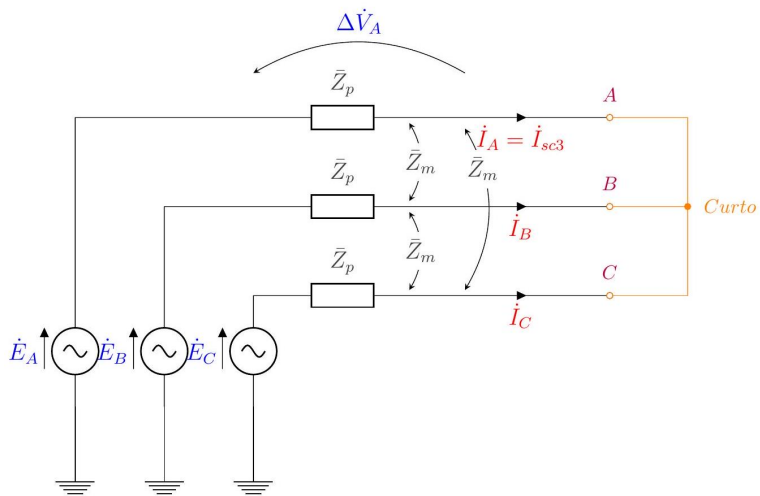 ΔV̇_A
Z̄_p
A
İ_A = İ_sc3
Z̄_m
Z̄_m
Z̄_p
B
Curto
İ_B
Z̄_m
Z̄_p
C
İ_C
Ė_A
Ė_B
Ė_C